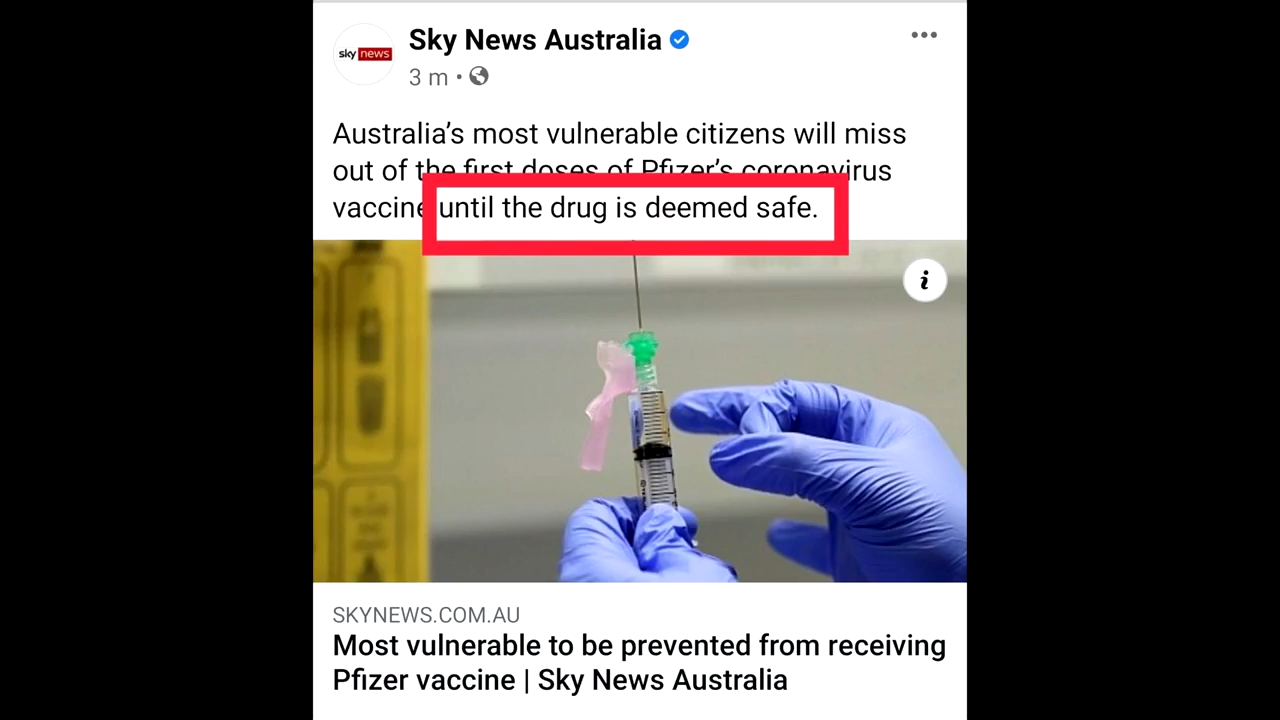 sky news
Sky News Australia
3 m •
Australia's most vulnerable citizens will miss
out of the first doses of Pfizer's coronavirus
vaccine until the drug is deemed safe.
i
SKYNEWS.COM.AU
Most vulnerable to be prevented from receiving
Pfizer vaccine | Sky News Australia